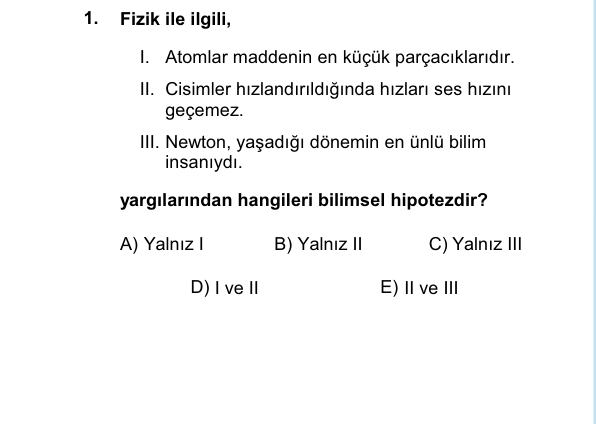 1. Fizik ile ilgili,
I. Atomlar maddenin en küçük parçacıklarıdır.
II. Cisimler hızlandırıldığında hızları ses hızını
geçemez.
III. Newton, yaşadığı dönemin en ünlü bilim
insanıydı.
yargılarından hangileri bilimsel hipotezdir?
A) Yalnız I B) Yalnız II C) Yalnız III
D) I ve II E) II ve III